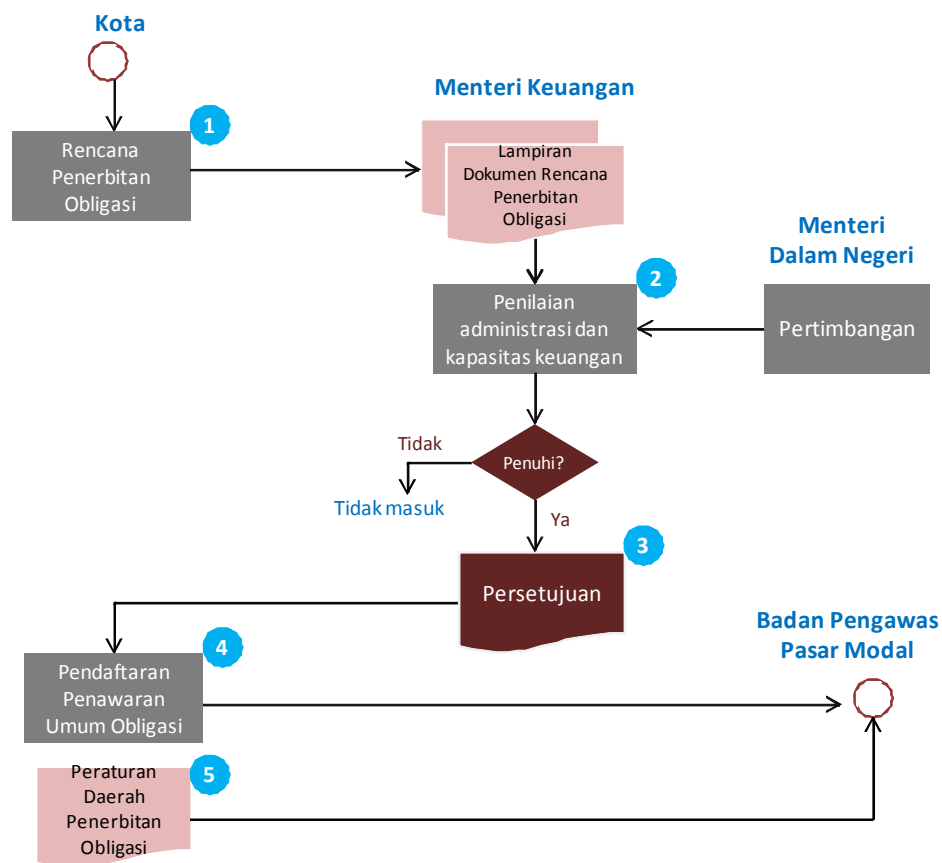 Kota
1
Rencana
Penerbitan
Obligasi
Menteri Keuangan
Lampiran
Dokumen Rencana
Penerbitan
Obligasi
Menteri
Dalam Negeri
2
Penilaian
administrasi dan
kapasitas keuangan
Pertimbangan
Tidak
Penuhi?
Tidak masuk
Ya
3
Persetujuan
Badan Pengawas
Pasar Modal
4
Pendaftaran
Penawaran
Umum Obligasi
5
Peraturan
Daerah
Penerbitan
Obligasi